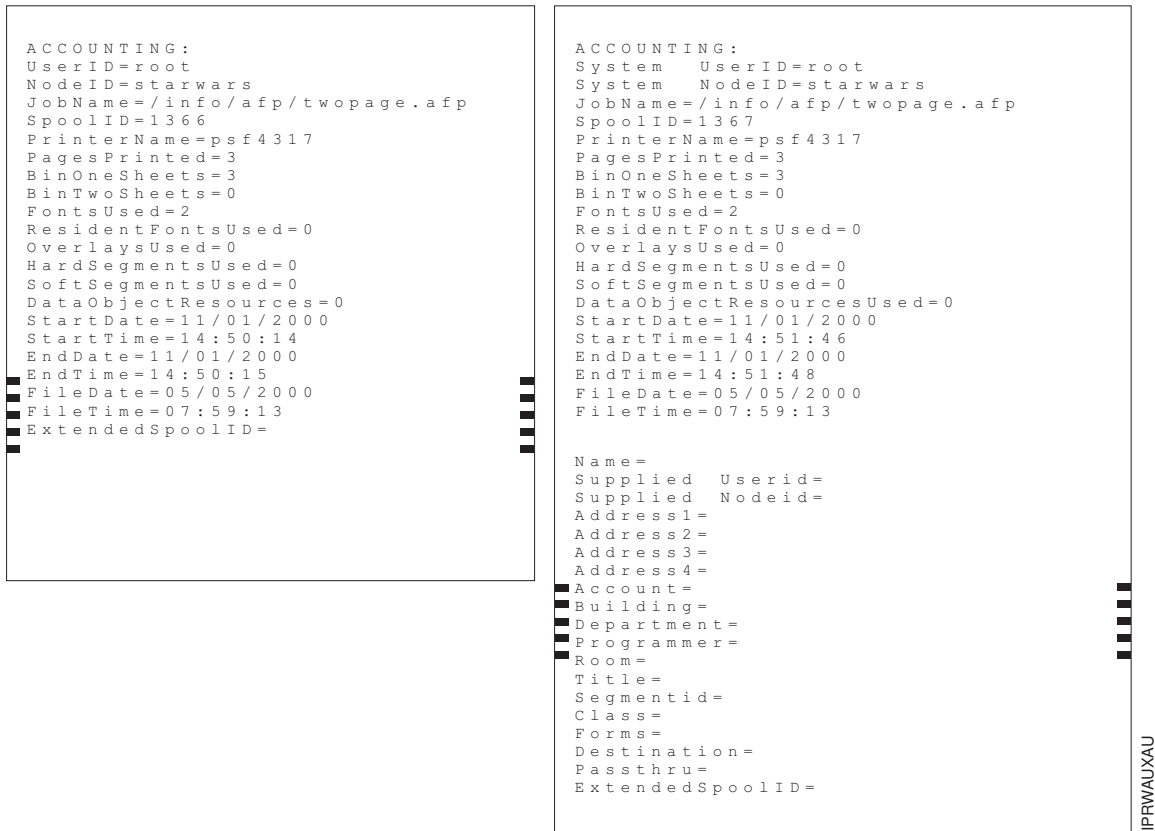 ACCOUNTING:
UserID=root
NodeID=starwars
JobName=/info/afp/twopage.afp
SpoolID=1366
PrinterName=psf4317
PagesPrinted=3
BinOneSheets=3
BinTwoSheets=0
FontsUsed=2
ResidentFontsUsed=0
OverlaysUsed=0
HardSegmentsUsed=0
SoftSegmentsUsed=0
DataObjectResources=0
StartDate=11/01/2000
StartTime=14:50:14
EndDate=11/01/2000
EndTime=14:50:15
FileDate=05/05/2000
FileTime=07:59:13
ExtendedSpoolID=
ACCOUNTING:
System UserID=root
System NodeID=starwars
JobName=/info/afp/twopage.afp
SpoolID=1367
PrinterName=psf4317
PagesPrinted=3
BinOneSheets=3
BinTwoSheets=0
FontsUsed=2
ResidentFontsUsed=0
OverlaysUsed=0
HardSegmentsUsed=0
SoftSegmentsUsed=0
DataObjectResourcesUsed=0
StartDate=11/01/2000
StartTime=14:51:46
EndDate=11/01/2000
EndTime=14:51:48
FileDate=05/05/2000
FileTime=07:59:13
Name=
Supplied Userid=
Supplied Nodeid=
Address1=
Address2=
Address3=
Address4=
Account=
Building=
Department=
Programmer=
Room=
Title=
Segmentid=
Class=
Forms=
Destination=
Passthru=
ExtendedSpoolID=
IPRWAUXAU